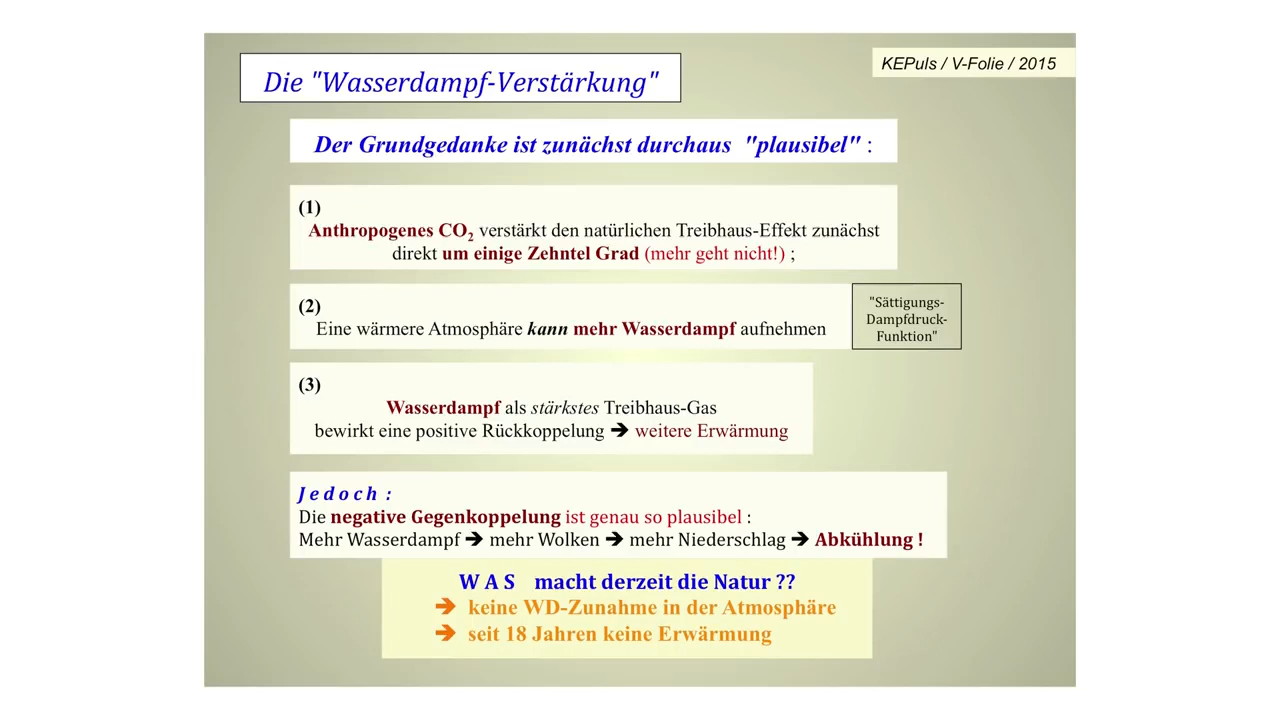 Die "Wasserdampf-Verstärkung"
KEPuls / V-Folie / 2015
Der Grundgedanke ist zunächst durchaus "plausibel" :
(1)
Anthropogenes CO₂ verstärkt den natürlichen Treibhaus-Effekt zunächst
direkt um einige Zehntel Grad (mehr geht nicht!) ;
(2)
Eine wärmere Atmosphäre kann mehr Wasserdampf aufnehmen
"Sättigungs-
Dampfdruck-
Funktion"
(3)
Wasserdampf als stärkstes Treibhaus-Gas
bewirkt eine positive Rückkoppelung ➔ weitere Erwärmung
Jedoch :
Die negative Gegenkoppelung ist genau so plausibel :
Mehr Wasserdampf ➔ mehr Wolken ➔ mehr Niederschlag ➔ Abkühlung !
WAS macht derzeit die Natur ??
➔ keine WD-Zunahme in der Atmosphäre
➔ seit 18 Jahren keine Erwärmung